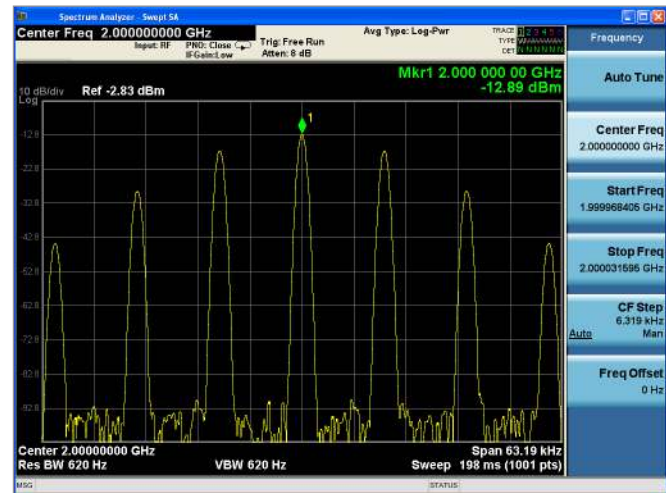 Spectrum Analyzer - Swept SA
Center Freq 2.000000000 GHz
Input: RF
PNO: Close
IFGain:Low
Trig: Free Run
Atten: 8 dB
Avg Type: Log-Pwr
TRACE 1 2 3 4 5 6
TYPE
DET N N N N N N
Frequency
Mkr1 2.000 000 00 GHz
-12.89 dBm
10 dB/div
Log
Ref -2.83 dBm
1
-12.8
-22.8
-32.8
-42.8
-52.8
-62.8
-72.8
-82.8
-92.8
Center 2.00000000 GHz
Span 63.19 kHz
Res BW 620 Hz
VBW 620 Hz
Sweep 198 ms (1001 pts)
MSG
STATUS
Auto Tune
Center Freq
2.000000000 GHz
Start Freq
1.999968405 GHz
Stop Freq
2.000031595 GHz
CF Step
6.319 kHz
Auto Man
Freq Offset
0 Hz